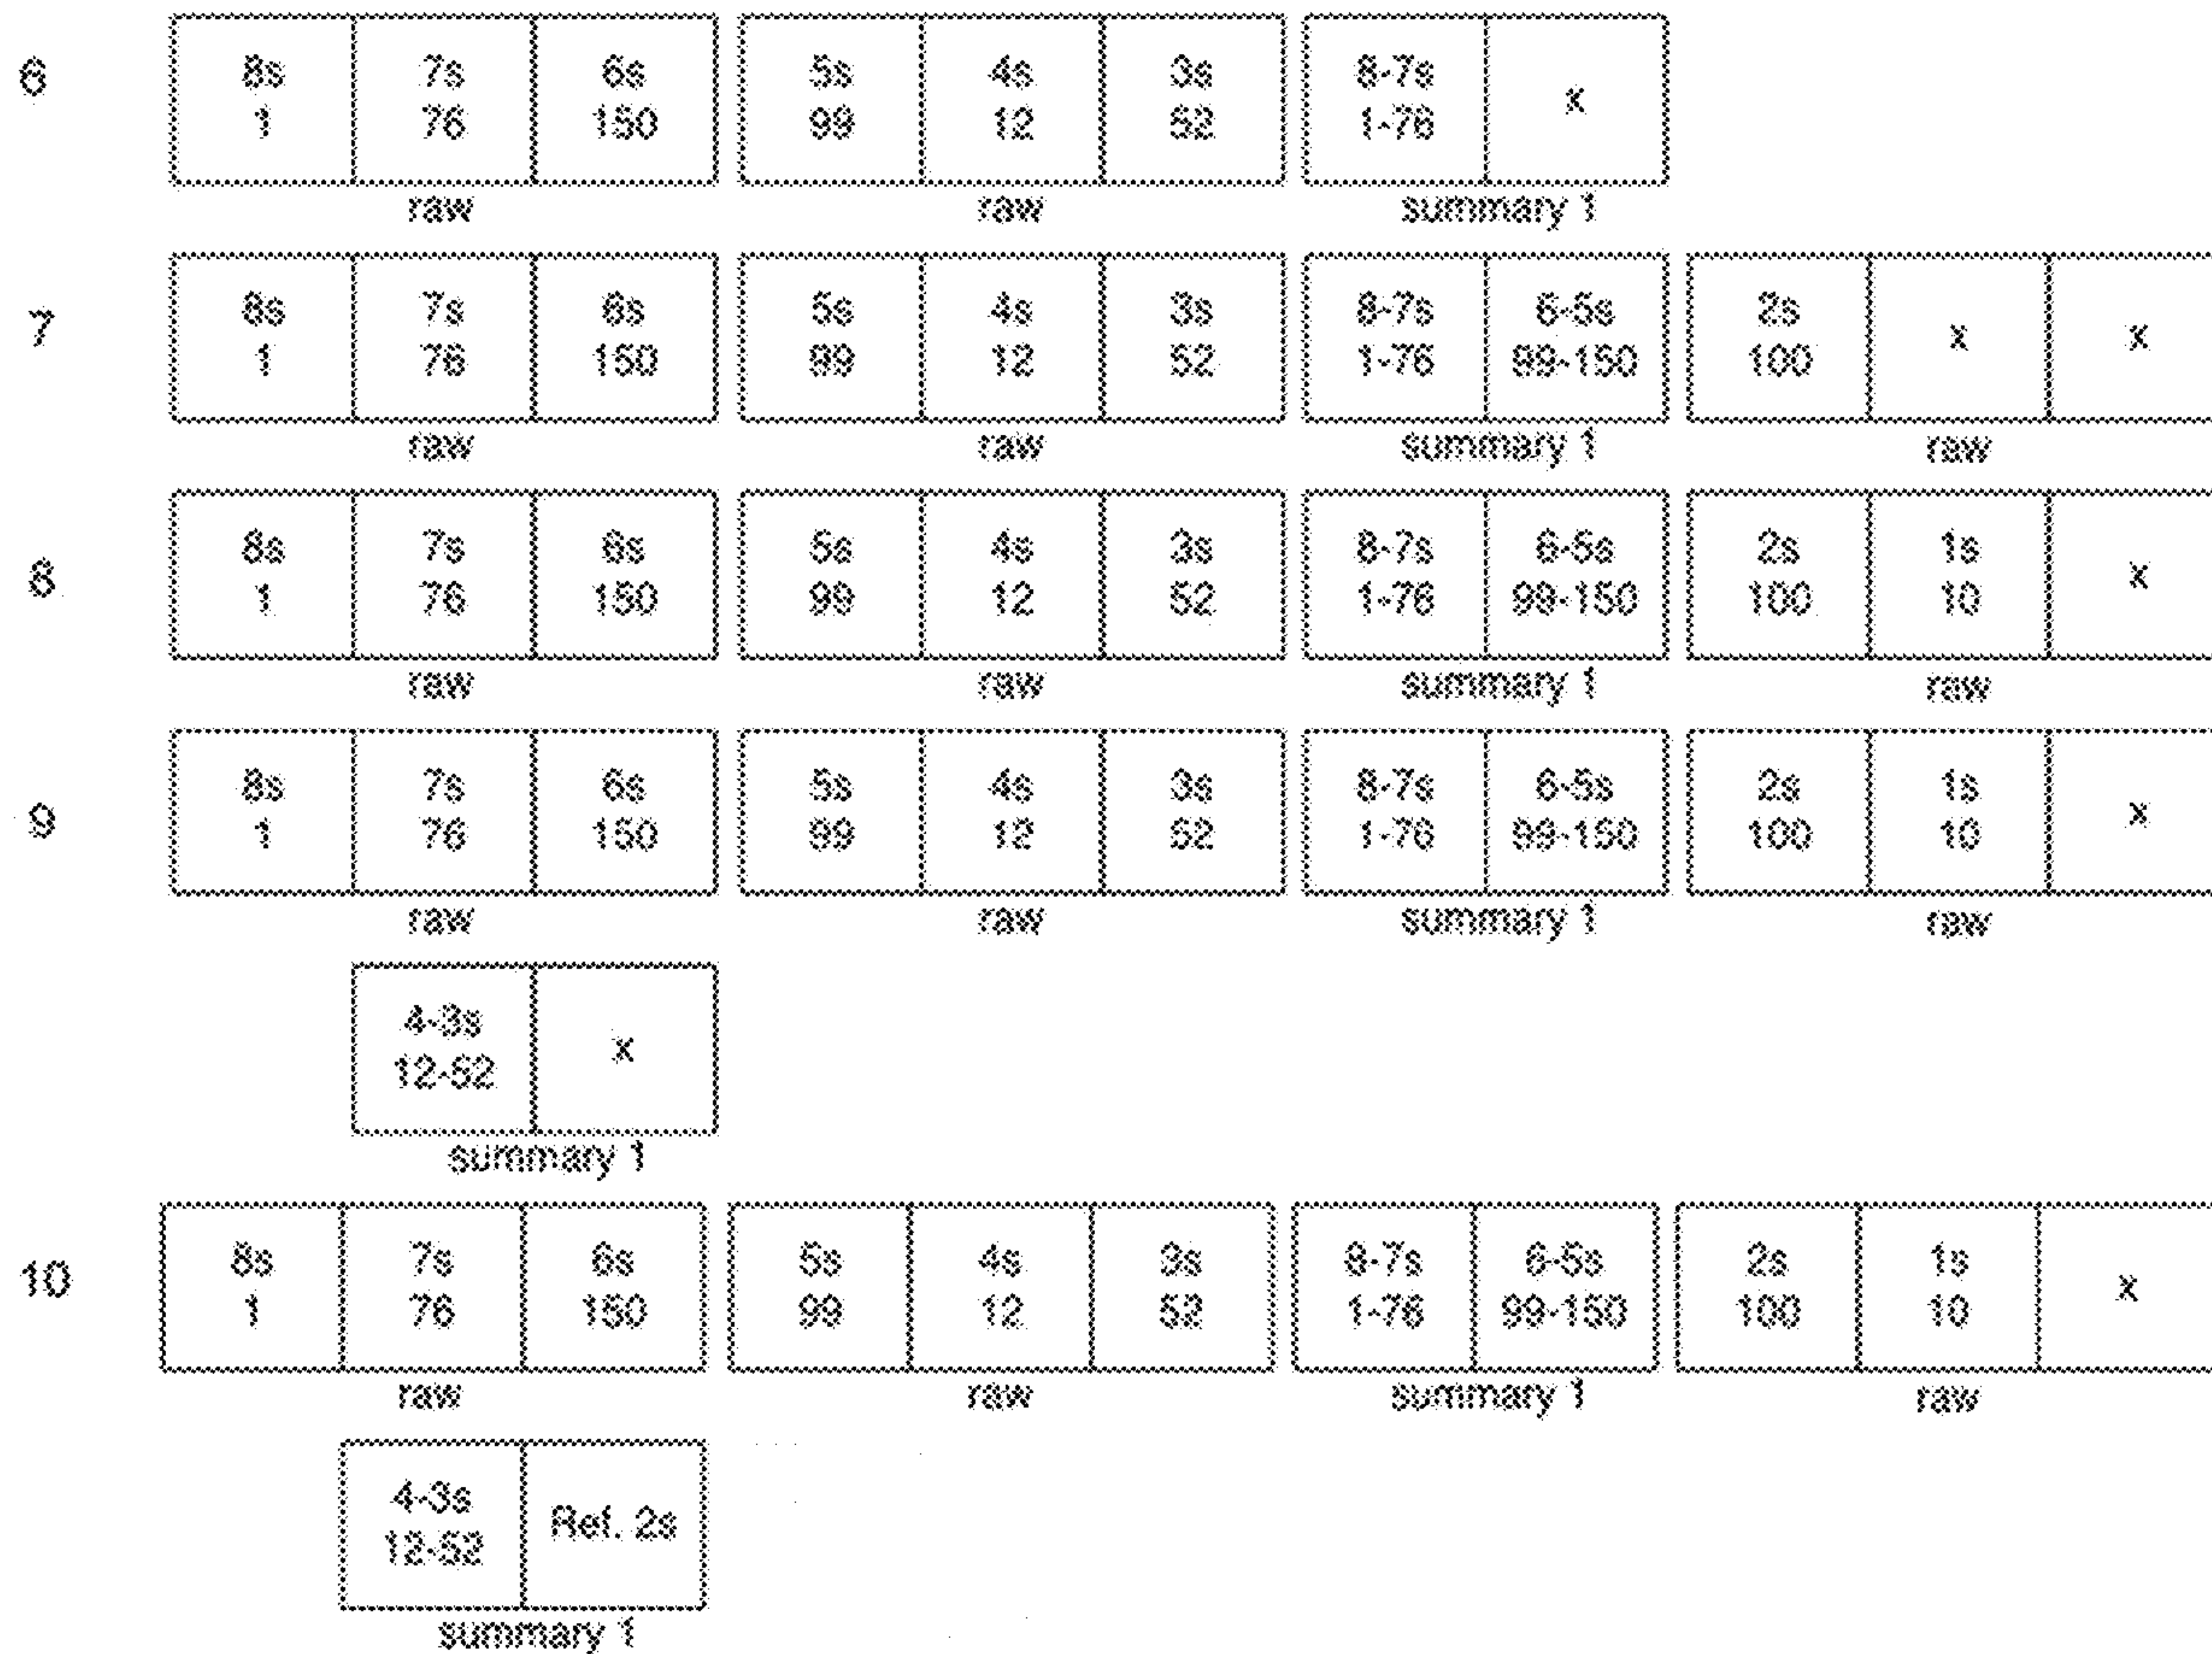 6
8s 7s 6s 5s 4s 3s 8-7s x
1 76 150 99 12 52 1-76
raw raw summary 1
7
8s 7s 6s 5s 4s 3s 8-7s 6-5s 2s x x
1 76 150 99 12 52 1-76 99-150 100
raw raw summary 1 raw
8
8s 7s 6s 5s 4s 3s 8-7s 6-5s 2s 1s x
1 76 150 99 12 52 1-76 99-150 100 10
raw raw summary 1 raw
9
8s 7s 6s 5s 4s 3s 8-7s 6-5s 2s 1s x
1 76 150 99 12 52 1-76 99-150 100 10
raw raw summary 1 raw
4-3s x
12-52
summary 1
10
8s 7s 6s 5s 4s 3s 8-7s 6-5s 2s 1s x
1 76 150 99 12 52 1-76 99-150 100 10
raw raw summary 1 raw
4-3s Ref. 2s
12-52
summary 1